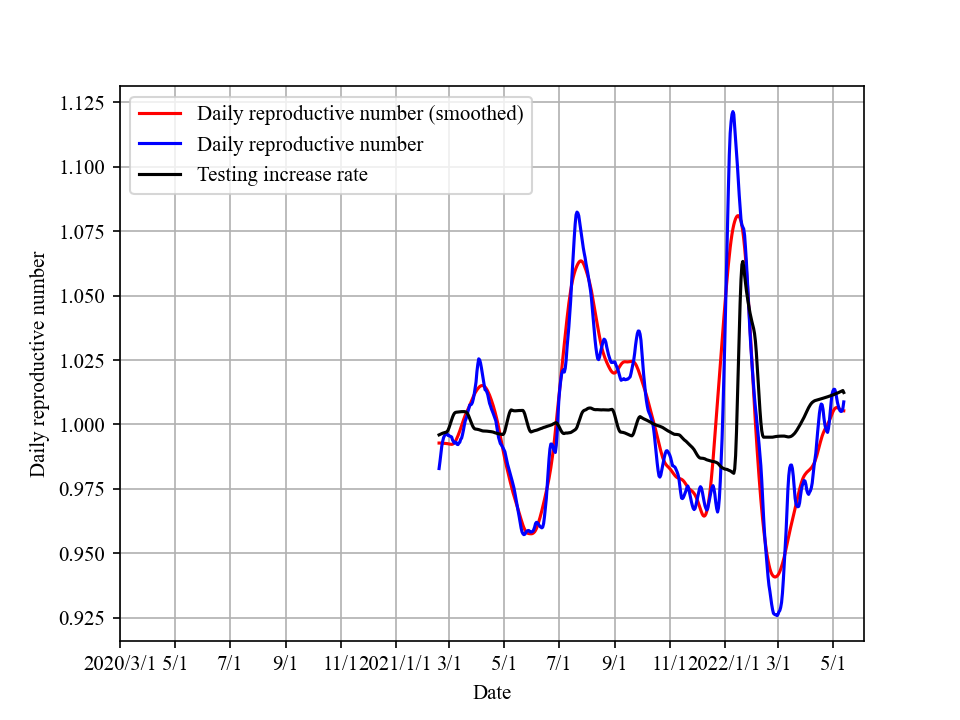 Daily reproductive number (smoothed)
Daily reproductive number
Testing increase rate
Daily reproductive number
1.125
1.100
1.075
1.050
1.025
1.000
0.975
0.950
0.925
2020/3/1 5/1 7/1 9/1 11/1 2021/1/1 3/1 5/1 7/1 9/1 11/1 2022/1/1 3/1 5/1
Date